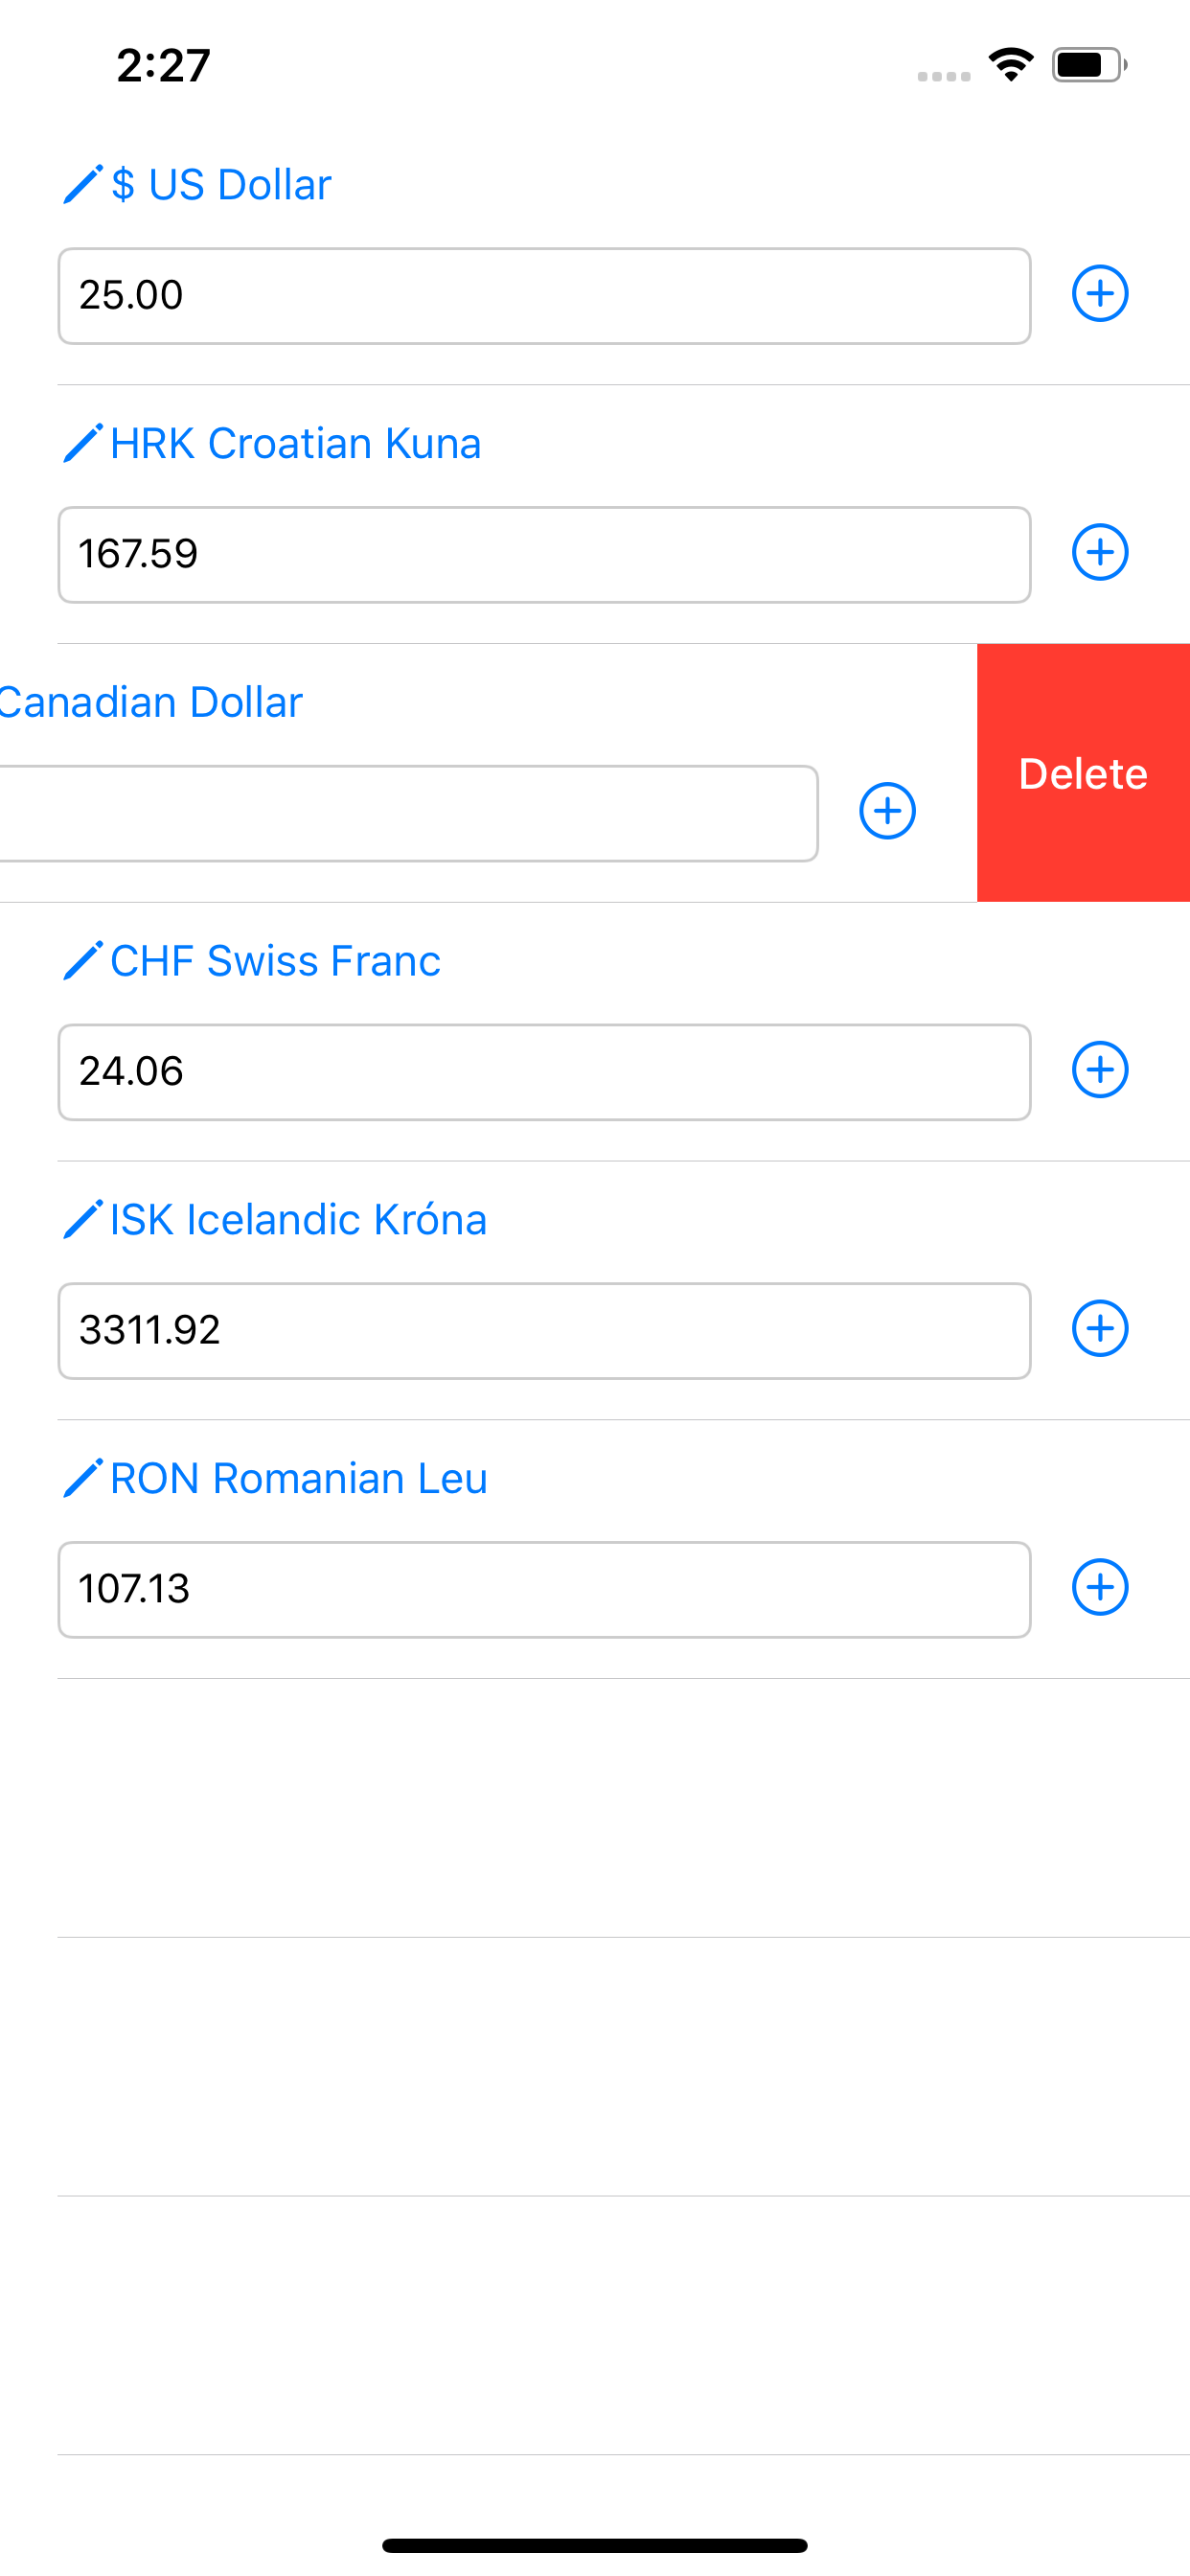 2:27
$ US Dollar
25.00
HRK Croatian Kuna
167.59
Canadian Dollar
Delete
CHF Swiss Franc
24.06
ISK Icelandic Króna
3311.92
RON Romanian Leu
107.13